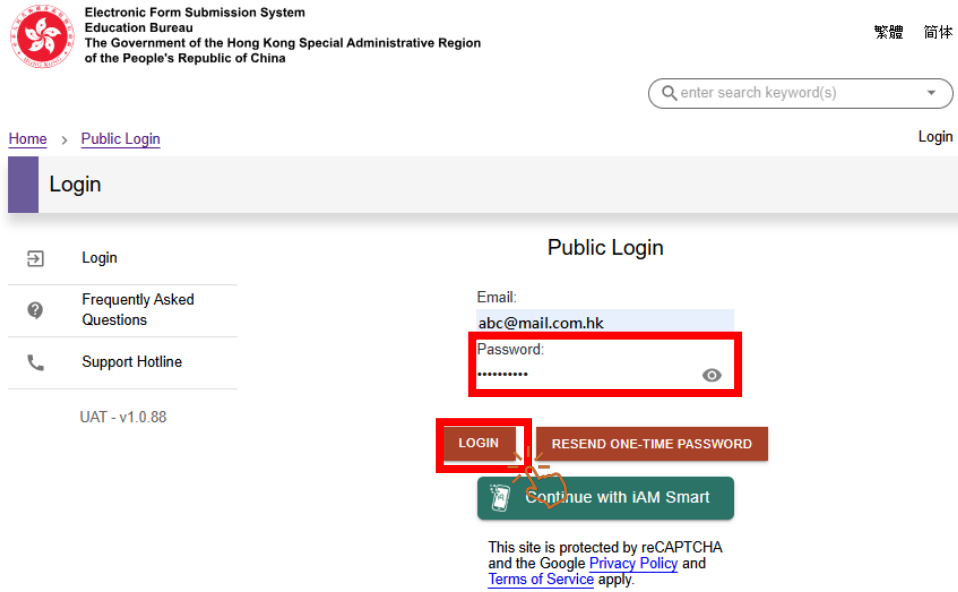 Electronic Form Submission System
Education Bureau
The Government of the Hong Kong Special Administrative Region
of the People's Republic of China
繁體 简体
enter search keyword(s)
Home > Public Login
Login
Login
Login
Frequently Asked
Questions
Support Hotline
UAT - v1.0.88
Public Login
Email:
abc@mail.com.hk
Password:
••••••••••
LOGIN
RESEND ONE-TIME PASSWORD
Continue with iAM Smart
This site is protected by reCAPTCHA
and the Google Privacy Policy and
Terms of Service apply.